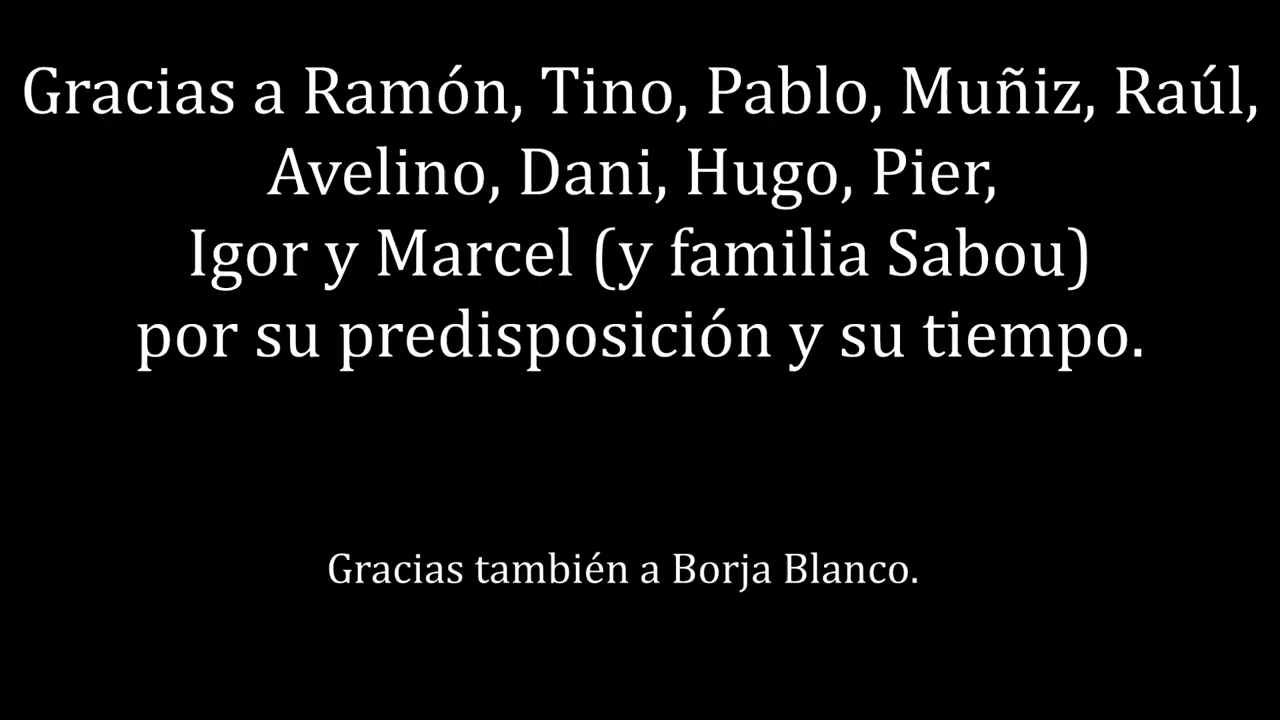 Gracias a Ramón, Tino, Pablo, Muñiz, Raúl,
Avelino, Dani, Hugo, Pier,
Igor y Marcel (y familia Sabou)
por su predisposición y su tiempo.
Gracias también a Borja Blanco.